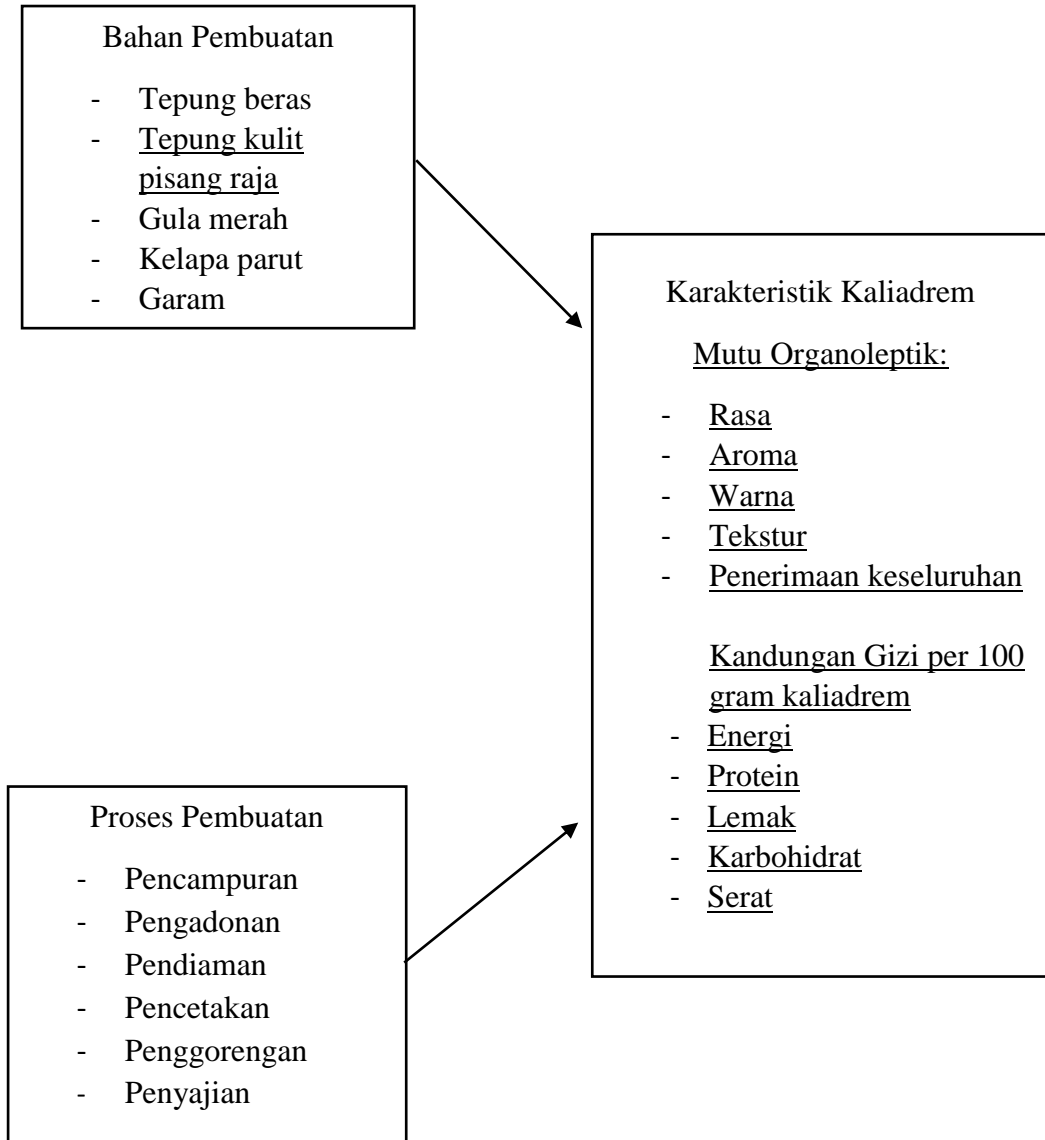 Bahan Pembuatan
- Tepung beras
- Tepung kulit
pisang raja
- Gula merah
- Kelapa parut
- Garam
Karakteristik Kaliadrem
Mutu Organoleptik:
- Rasa
- Aroma
- Warna
- Tekstur
- Penerimaan keseluruhan
Kandungan Gizi per 100
gram kaliadrem
- Energi
- Protein
- Lemak
- Karbohidrat
- Serat
Proses Pembuatan
- Pencampuran
- Pengadonan
- Pendiaman
- Pencetakan
- Penggorengan
- Penyajian